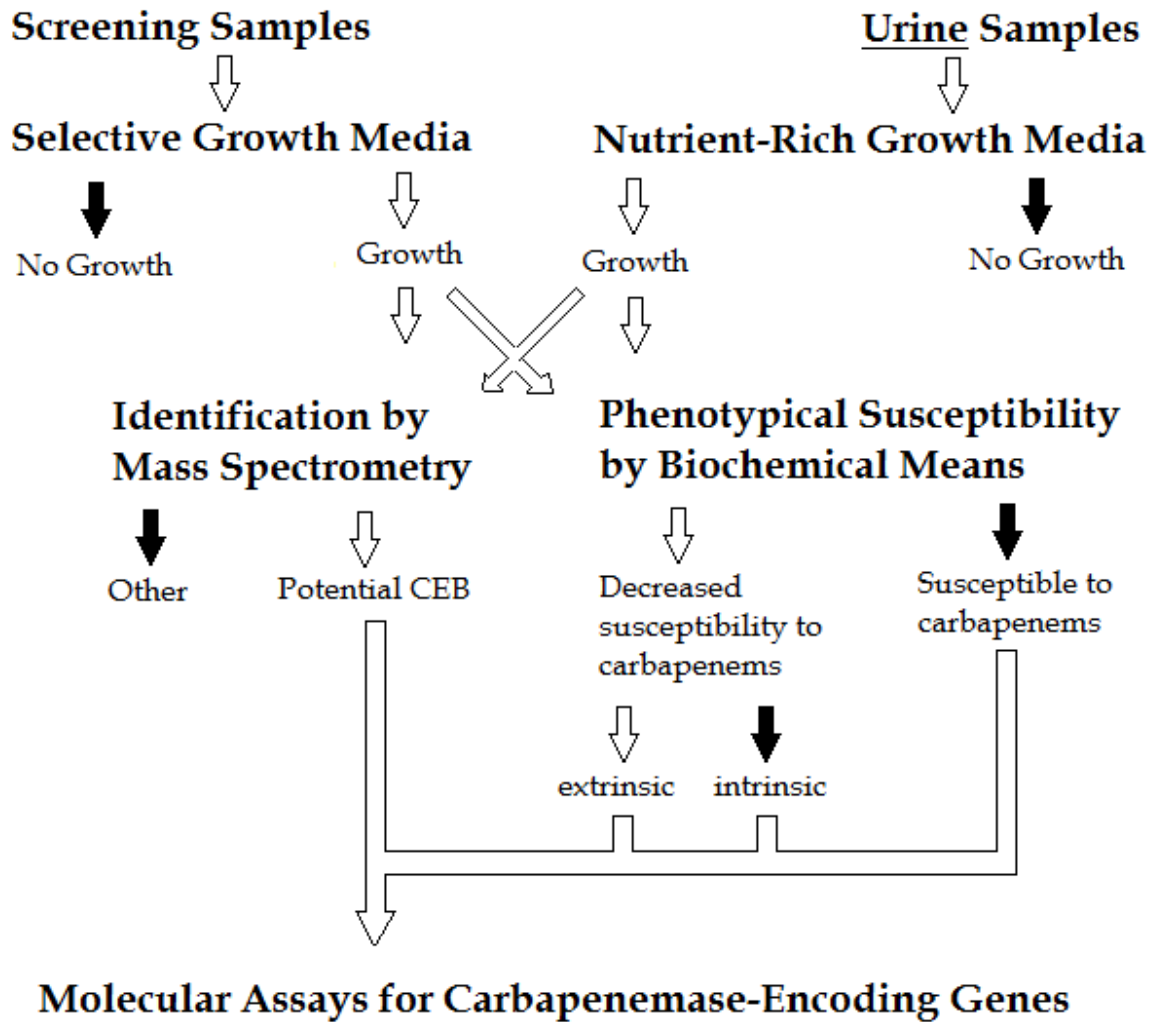 Screening Samples
Urine Samples
Selective Growth Media
Nutrient-Rich Growth Media
No Growth
Growth
Growth
No Growth
Identification by
Mass Spectrometry
Phenotypical Susceptibility
by Biochemical Means
Other
Potential CEB
Decreased
susceptibility to
carbapenems
Susceptible to
carbapenems
extrinsic
intrinsic
Molecular Assays for Carbapenemase-Encoding Genes